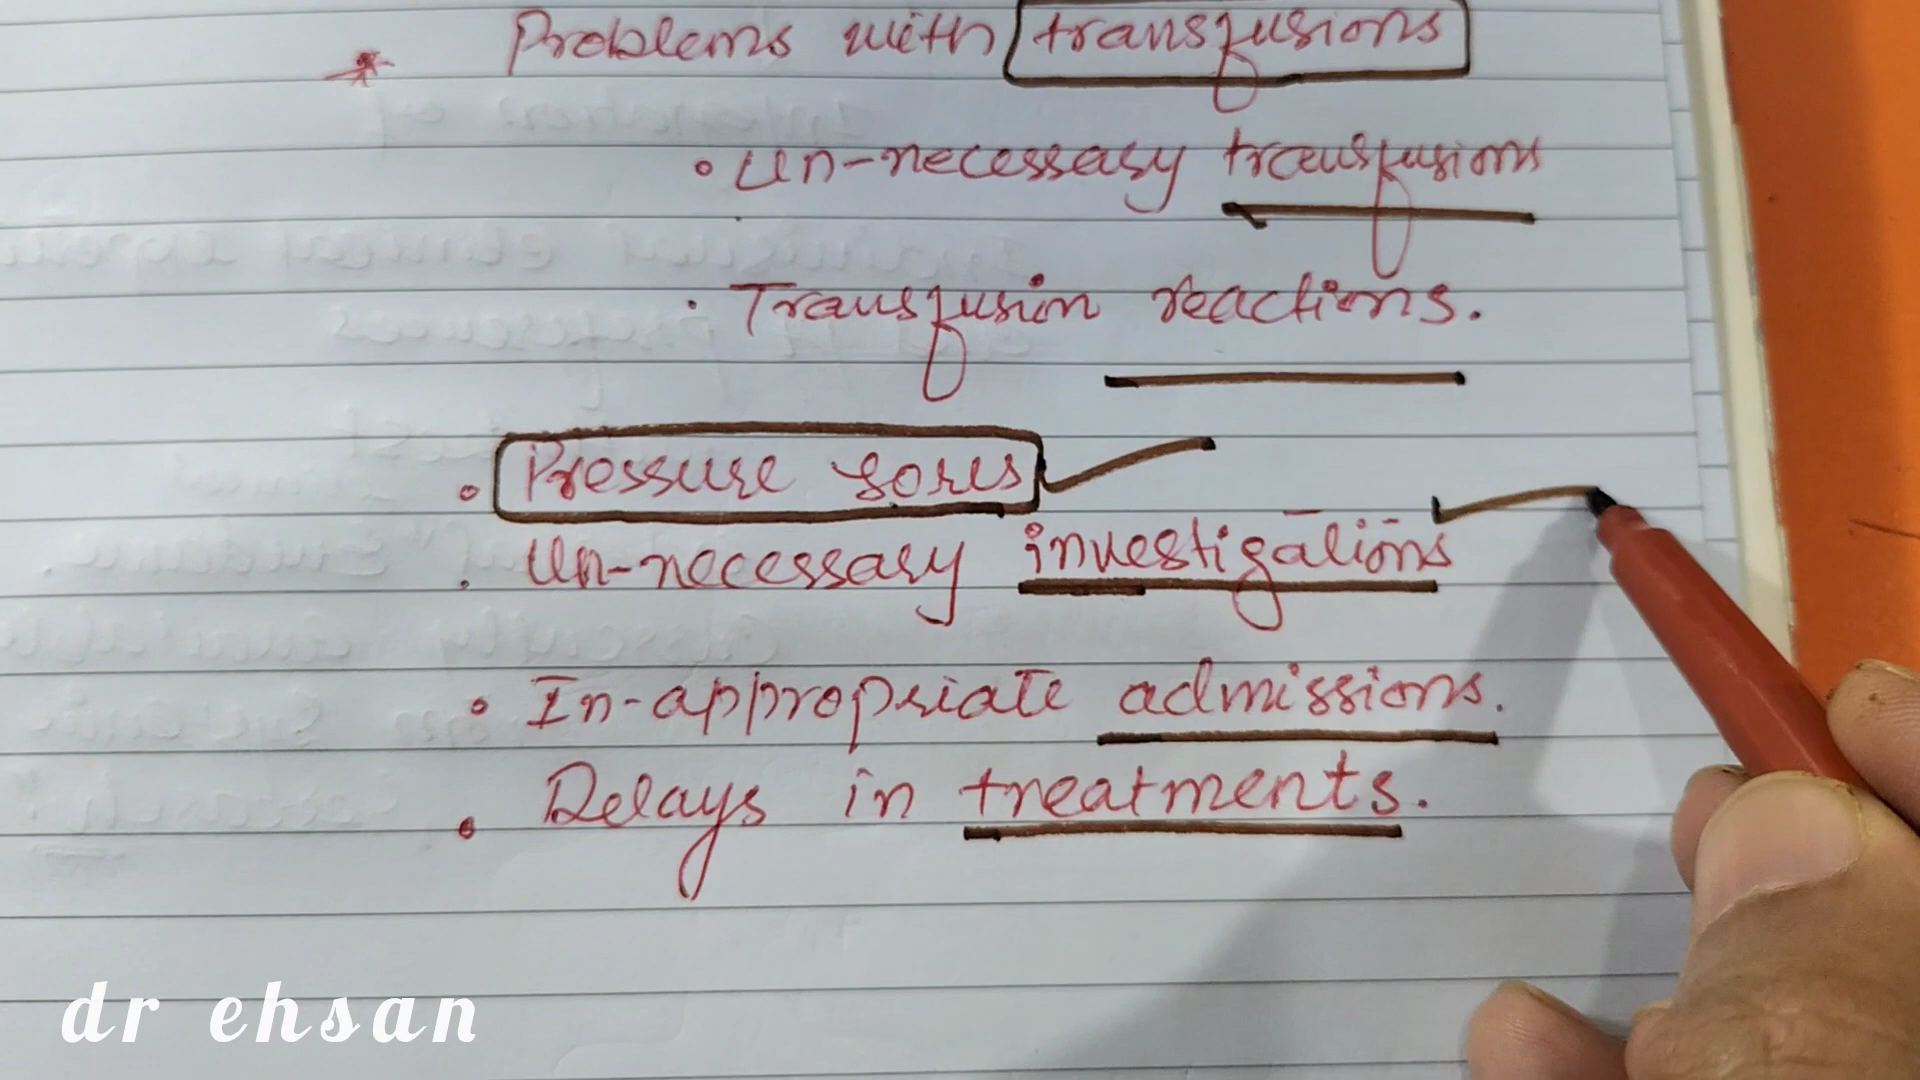 * Problems with transfusions
• Un-necessary transfusions
• Transfusion reactions.
• Pressure sores
• Un-necessary investigations
• In-appropriate admissions.
• Delays in treatments.
dr ehsan